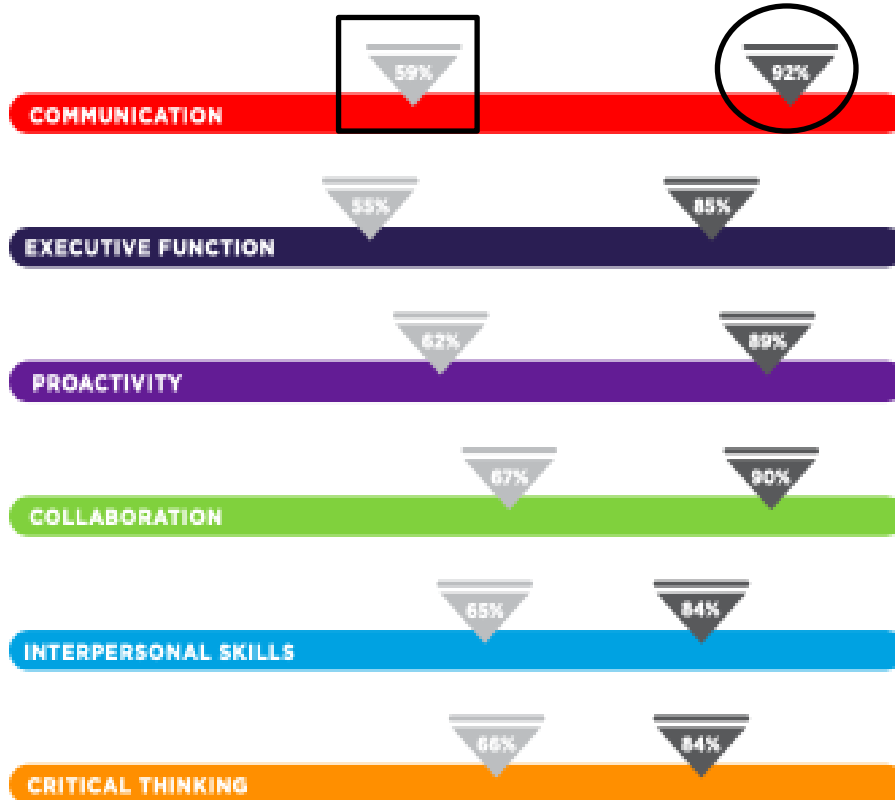 59% 92%
COMMUNICATION
55% 85%
EXECUTIVE FUNCTION
62% 89%
PROACTIVITY
67% 90%
COLLABORATION
65% 84%
INTERPERSONAL SKILLS
66% 84%
CRITICAL THINKING